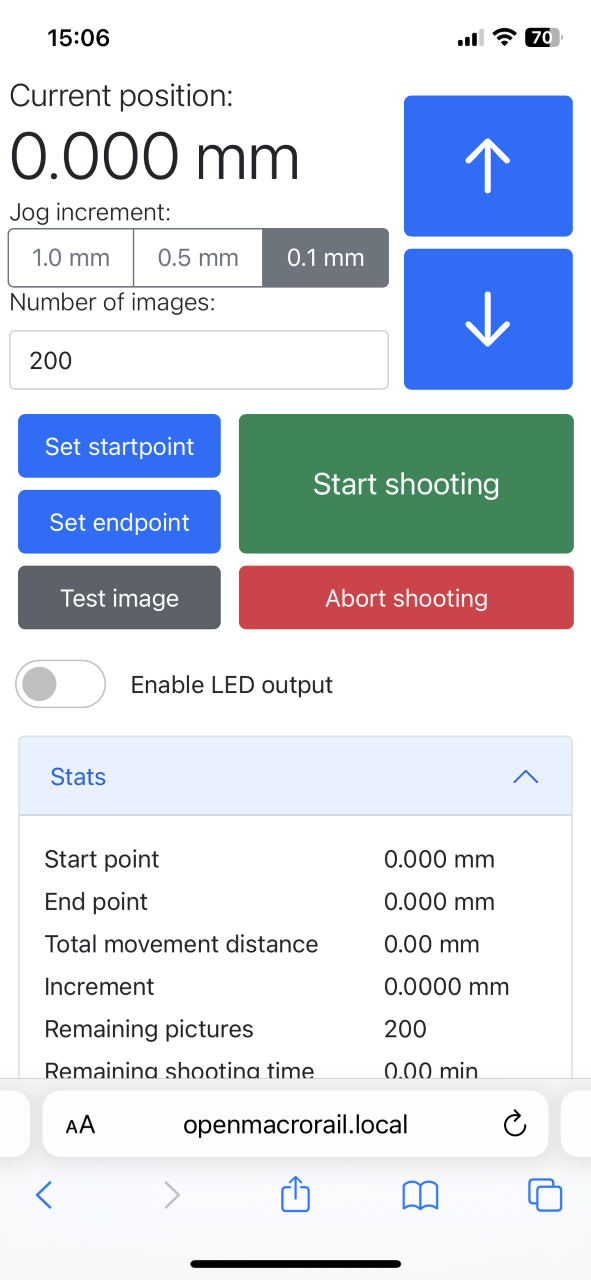 15:06
70
Current position:
0.000 mm
Jog increment:
1.0 mm 0.5 mm 0.1 mm
Number of images:
200
Set startpoint
Set endpoint
Start shooting
Test image
Abort shooting
Enable LED output
Stats
Start point 0.000 mm
End point 0.000 mm
Total movement distance 0.00 mm
Increment 0.0000 mm
Remaining pictures 200
Remaining shooting time 0.00 min
AA openmacrorail.local